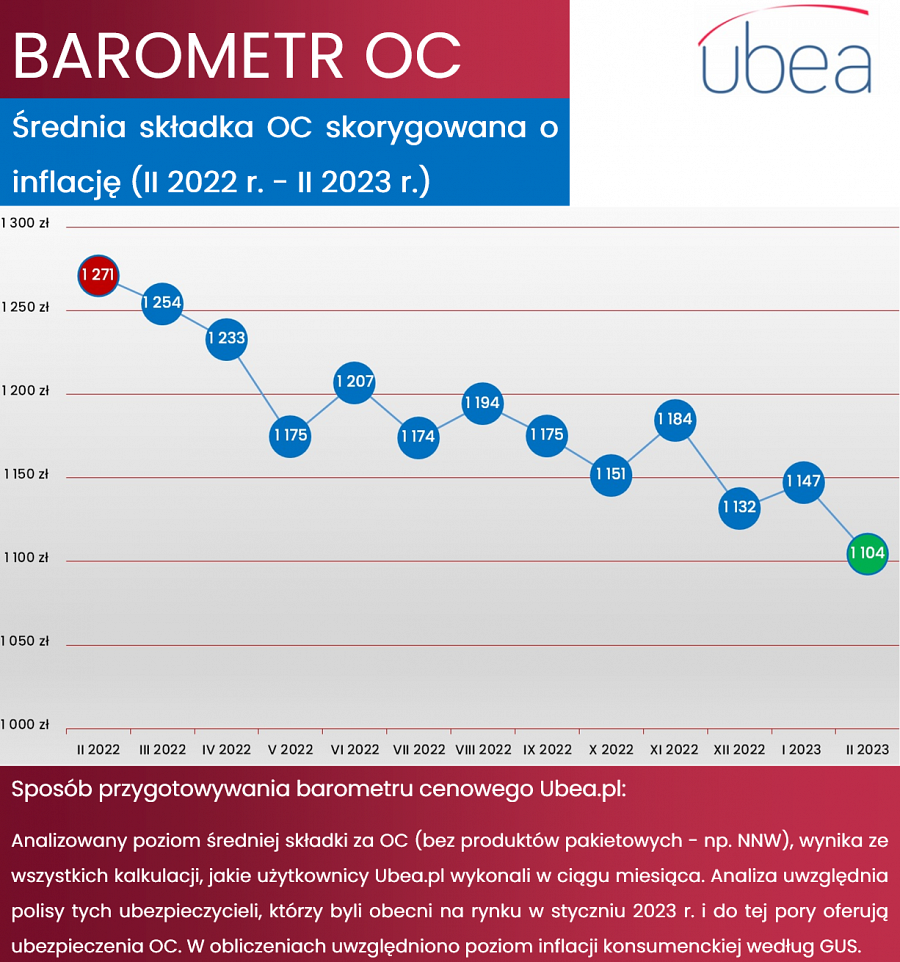 BAROMETR OC
ubea
Średnia składka OC skorygowana o
inflację (II 2022 r. - II 2023 r.)
1 300 zł
1 271
1 254
1 250 zł
1 233
1 207
1 200 zł
1 194
1 184
1 175
1 174
1 175
1 151
1 150 zł
1 147
1 132
1 104
1 100 zł
1 050 zł
1 000 zł
II 2022 III 2022 IV 2022 V 2022 VI 2022 VII 2022 VIII 2022 IX 2022 X 2022 XI 2022 XII 2022 I 2023 II 2023
Sposób przygotowywania barometru cenowego Ubea.pl:
Analizowany poziom średniej składki za OC (bez produktów pakietowych - np. NNW), wynika ze
wszystkich kalkulacji, jakie użytkownicy Ubea.pl wykonali w ciągu miesiąca. Analiza uwzględnia
polisy tych ubezpieczycieli, którzy byli obecni na rynku w styczniu 2023 r. i do tej pory oferują
ubezpieczenia OC. W obliczeniach uwzględniono poziom inflacji konsumenckiej według GUS.